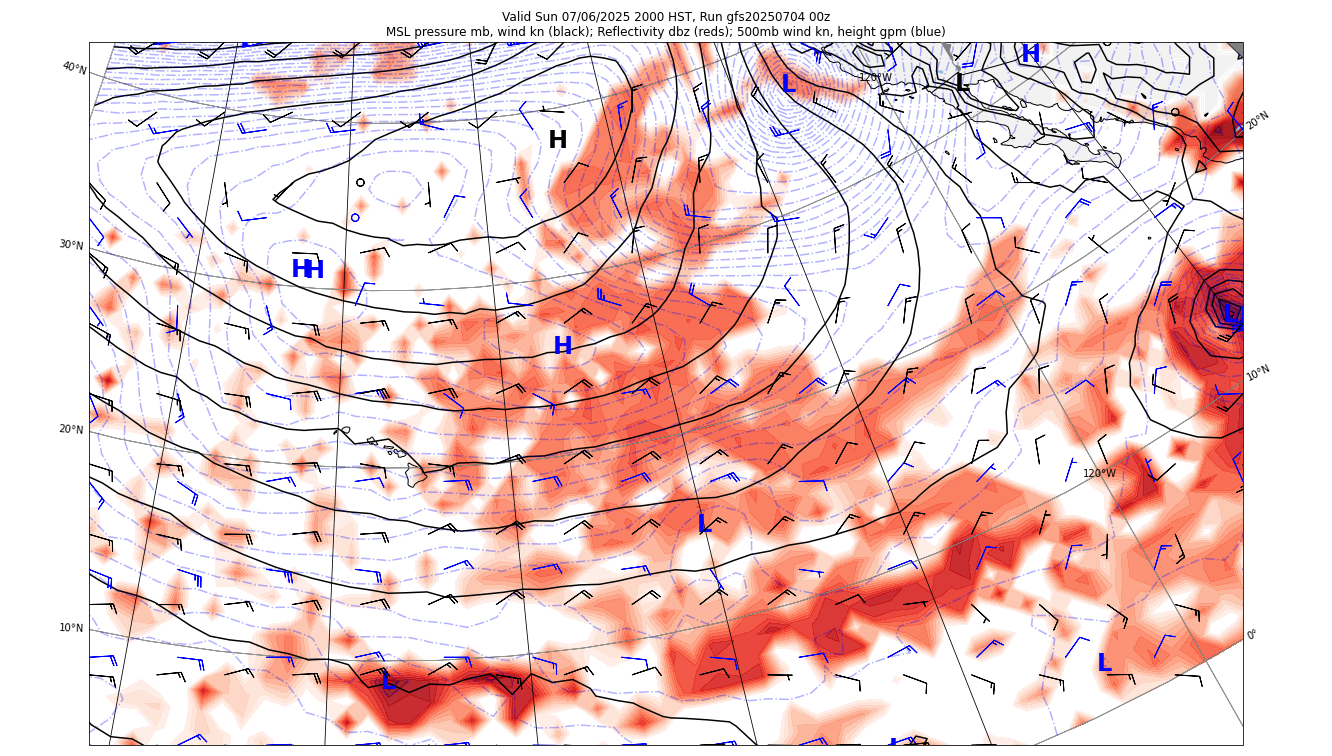 Valid Sun 07/06/2025 2000 HST, Run gfs20250704 00z
MSL pressure mb, wind kn (black); Reflectivity dbz (reds); 500mb wind kn, height gpm (blue)
H
40°N
120°W
L
L
20°N
H
30°N
H H
L
H
10°N
20°N
120°W
L
10°N
0°
L
L
L